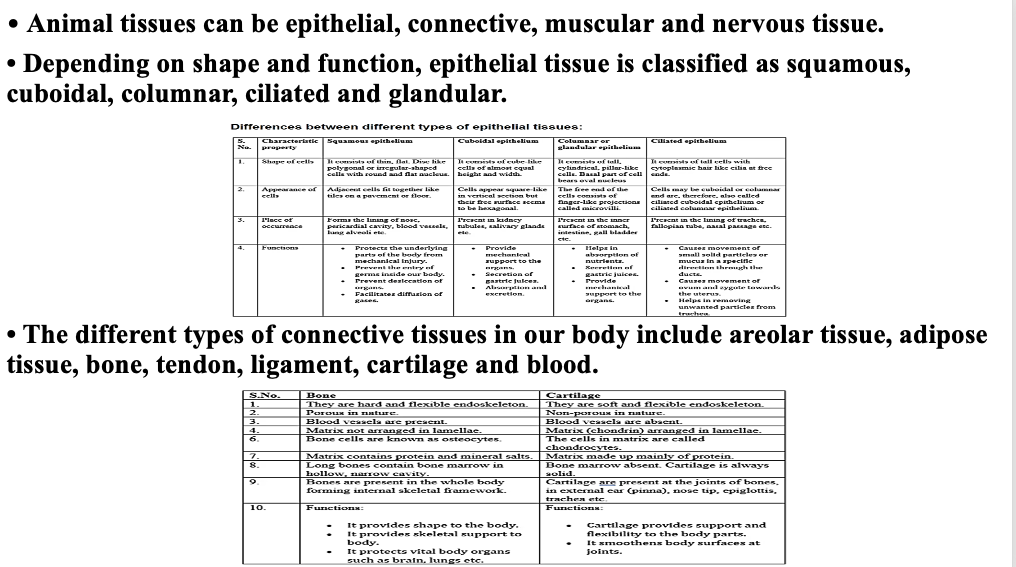 • Animal tissues can be epithelial, connective, muscular and nervous tissue.
• Depending on shape and function, epithelial tissue is classified as squamous,
cuboidal, columnar, ciliated and glandular.
Differences between different types of epithelial tissues:
S. No. Characteristic property Squamous epithelium Cuboidal epithelium Columnar or glandular epithelium Ciliated epithelium
1. Shape of cells It consists of thin, flat. Disc like polygonal or irregular-shaped cells with round and flat nucleus. It consists of cube-like cells of almost equal height and width. It consists of tall, cylindrical, pillar-like cells. Basal part of cell bears oval nucleus It consists of tall cells with cytoplasmic hair like cilia at free ends.
2. Appearance of cells Adjacent cells fit together like tiles on a pavement or floor. Cells appear square-like in vertical section but their free surface seems to be hexagonal. The free end of the cells consists of finger-like projections called microvilli. Cells may be cuboidal or columnar and are, therefore, also called ciliated cuboidal epithelium or ciliated columnar epithelium.
3. Place of occurrence Forms the lining of nose, pericardial cavity, blood vessels, lung alveoli etc. Present in kidney tubules, salivary glands etc. Present in the inner surface of stomach, intestine, gall bladder etc. Present in the lining of trachea, fallopian tube, nasal passage etc.
4. Functions
• Protects the underlying parts of the body from mechanical injury.
• Prevent the entry of germs inside our body.
• Prevent desiccation of organs.
• Facilitates diffusion of gases.
• Provide mechanical support to the organs.
• Secretion of gastric juices.
• Absorption and excretion.
• Helps in absorption of nutrients.
• Secretion of gastric juices.
• Provide mechanical support to the organs.
• Causes movement of small solid particles or mucus in a specific direction through the ducts.
• Causes movement of ovum and zygote towards the uterus.
• Helps in removing unwanted particles from trachea.
• The different types of connective tissues in our body include areolar tissue, adipose
tissue, bone, tendon, ligament, cartilage and blood.
S.No. Bone Cartilage
1. They are hard and flexible endoskeleton. They are soft and flexible endoskeleton.
2. Porous in nature. Non-porous in nature.
3. Blood vessels are present. Blood vessels are absent.
4. Matrix not arranged in lamellae. Matrix (chondrin) arranged in lamellae.
6. Bone cells are known as osteocytes. The cells in matrix are called chondrocytes.
7. Matrix contains protein and mineral salts. Matrix made up mainly of protein.
8. Long bones contain bone marrow in hollow, narrow cavity. Bone marrow absent. Cartilage is always solid.
9. Bones are present in the whole body forming internal skeletal framework. Cartilage are present at the joints of bones, in external ear (pinna), nose tip, epiglottis, trachea etc.
10. Functions: Functions:
• It provides shape to the body.
• It provides skeletal support to body.
• It protects vital body organs such as brain, lungs etc.
• Cartilage provides support and flexibility to the body parts.
• It smoothens body surfaces at joints.